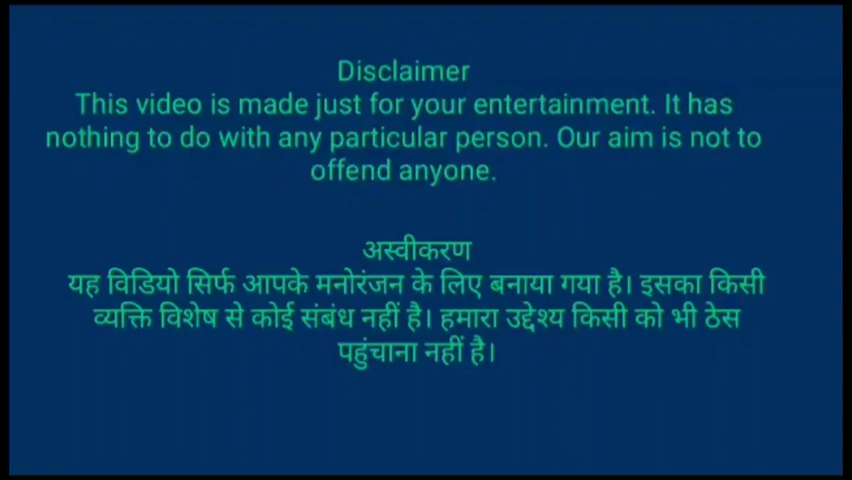 Disclaimer
This video is made just for your entertainment. It has
nothing to do with any particular person. Our aim is not to
offend anyone.
अस्वीकरण
यह विडियो सिर्फ आपके मनोरंजन के लिए बनाया गया है। इसका किसी
व्यक्ति विशेष से कोई संबंध नहीं है। हमारा उद्देश्य किसी को भी ठेस
पहुंचाना नहीं है।